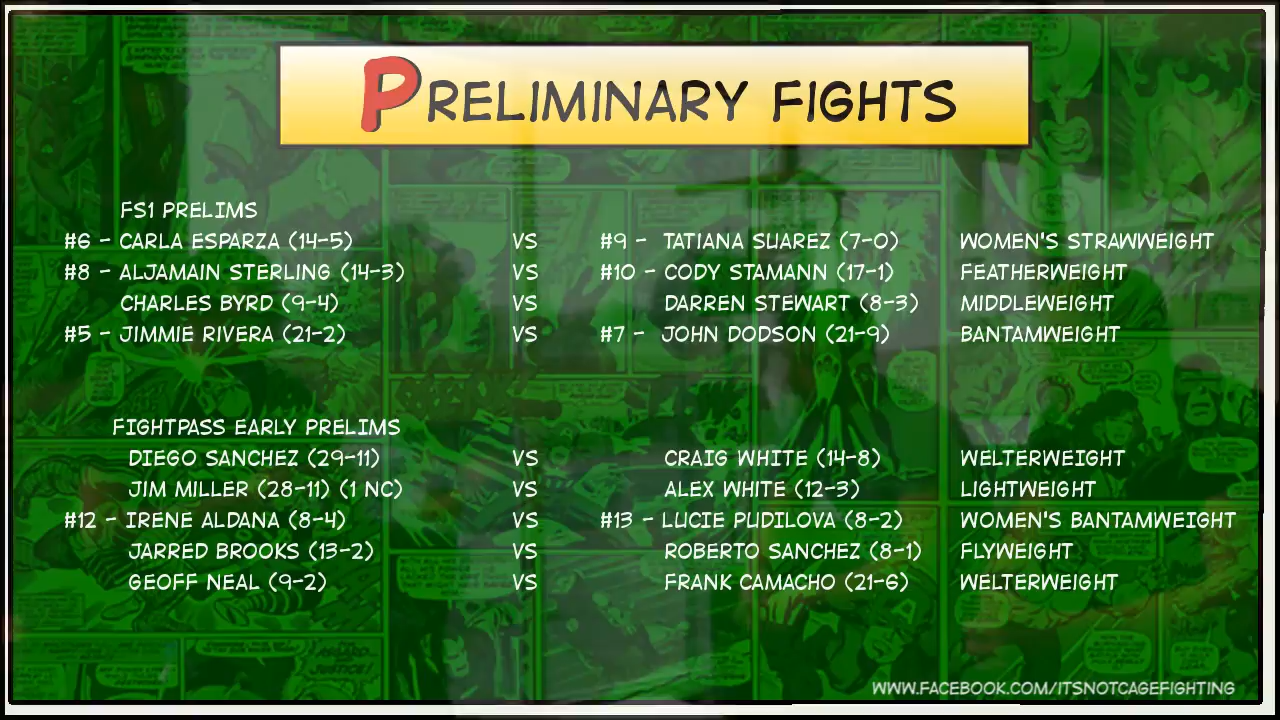 PRELIMINARY FIGHTS
FS1 PRELIMS
#6 - CARLA ESPARZA (14-5) VS #9 - TATIANA SUAREZ (7-0) WOMEN'S STRAWWEIGHT
#8 - ALJAMAIN STERLING (14-3) VS #10 - CODY STAMANN (17-1) FEATHERWEIGHT
CHARLES BYRD (9-4) VS DARREN STEWART (8-3) MIDDLEWEIGHT
#5 - JIMMIE RIVERA (21-2) VS #7 - JOHN DODSON (21-9) BANTAMWEIGHT
FIGHTPASS EARLY PRELIMS
DIEGO SANCHEZ (29-11) VS CRAIG WHITE (14-8) WELTERWEIGHT
JIM MILLER (28-11) (1 NC) VS ALEX WHITE (12-3) LIGHTWEIGHT
#12 - IRENE ALDANA (8-4) VS #13 - LUCIE PUDILOVA (8-2) WOMEN'S BANTAMWEIGHT
JARRED BROOKS (13-2) VS ROBERTO SANCHEZ (8-1) FLYWEIGHT
GEOFF NEAL (9-2) VS FRANK CAMACHO (21-6) WELTERWEIGHT
WWW.FACEBOOK.COM/ITSNOTCAGEFIGHTING